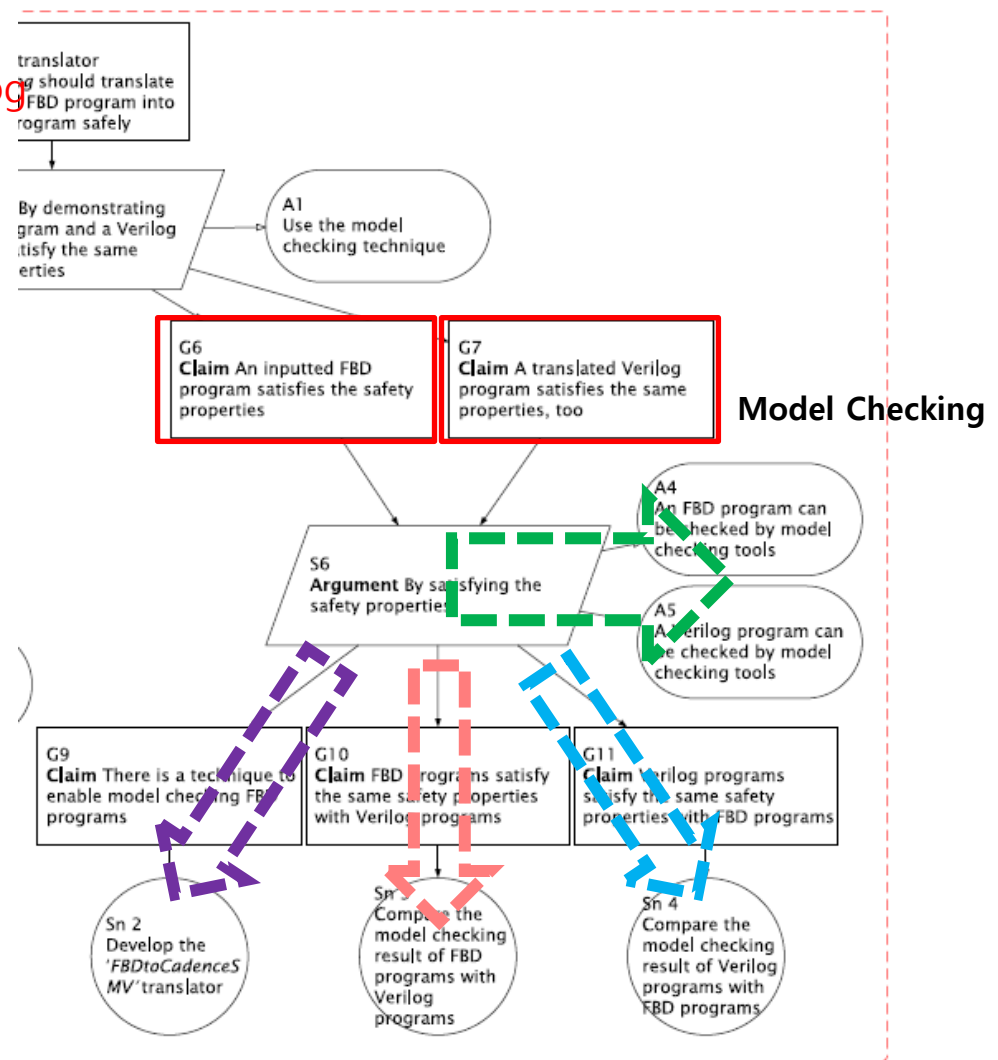 translator
og should translate
FBD program into
rogram safely
By demonstrating
gram and a Verilog
tisfy the same
erties
A1
Use the model
checking technique
G6
Claim An inputted FBD
program satisfies the safety
properties
G7
Claim A translated Verilog
program satisfies the same
properties, too
Model Checking
A4
An FBD program can
be checked by model
checking tools
S6
Argument By satisfying the
safety properties
A5
A Verilog program can
be checked by model
checking tools
G9
Claim There is a technique to
enable model checking FBD
programs
G10
Claim FBD programs satisfy
the same safety properties
with Verilog programs
G11
Claim Verilog programs
satisfy the same safety
properties with FBD programs
Sn 2
Develop the
'FBDtoCadenceS
MV' translator
Sn
Compare the
model checking
result of FBD
programs with
Verilog
programs
Sn 4
Compare the
model checking
result of Verilog
programs with
FBD programs